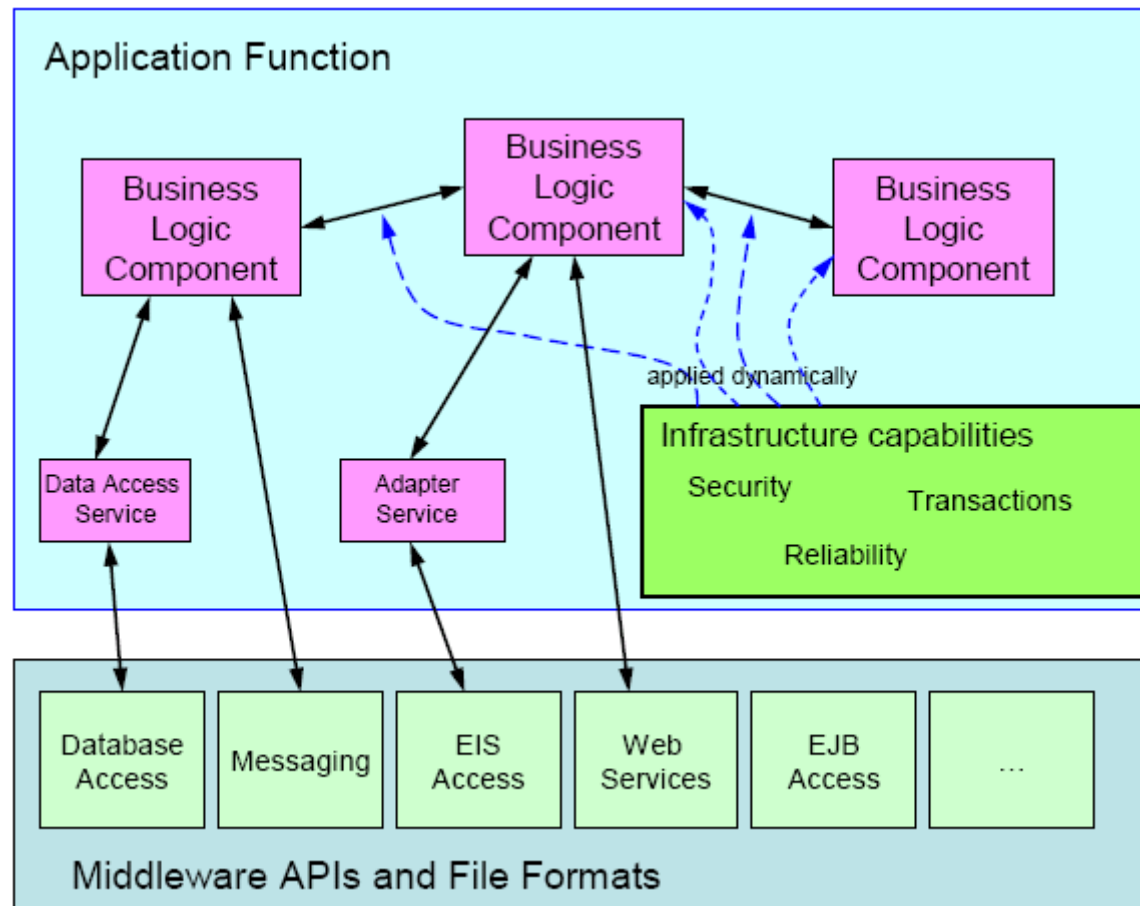 Application Function
Business
Logic
Component
Business
Logic
Component
Business
Logic
Component
applied dynamically
Data Access
Service
Adapter
Service
Infrastructure capabilities
Security
Transactions
Reliability
Database
Access
Messaging
EIS
Access
Web
Services
EJB
Access
...
Middleware APIs and File Formats